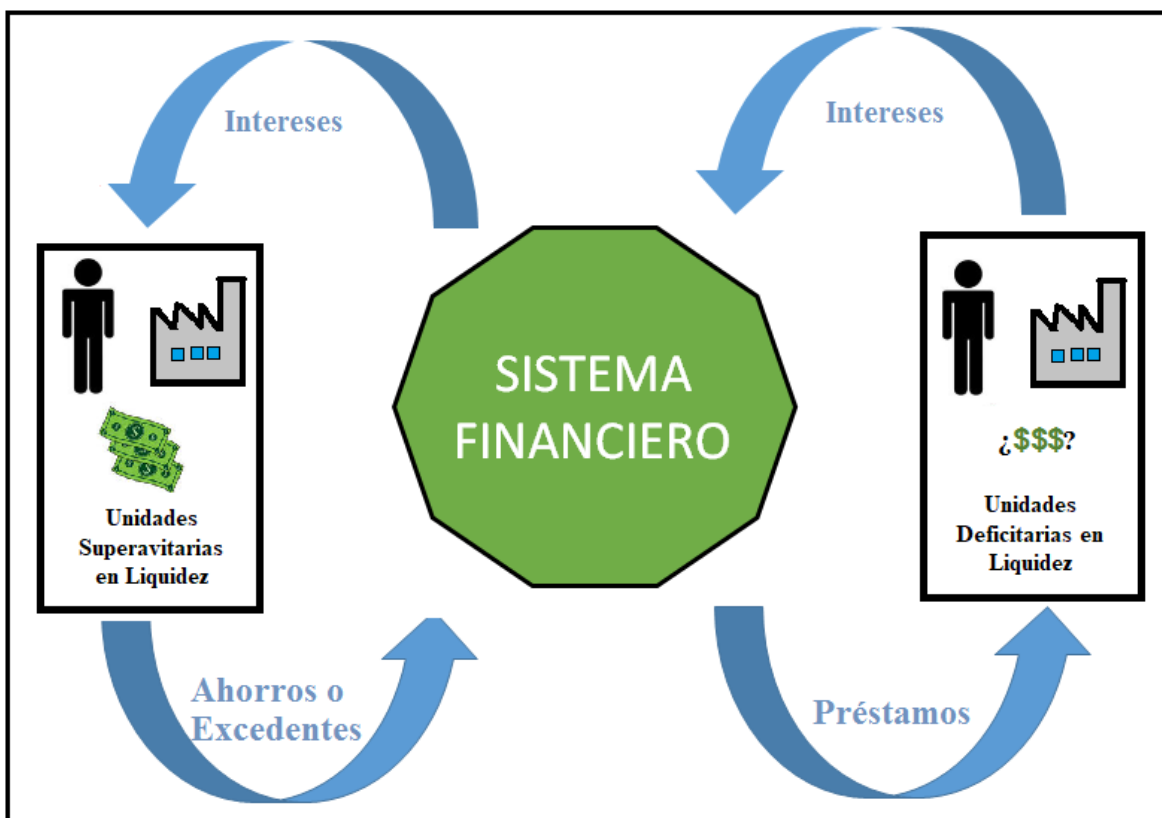 Intereses
Intereses
SISTEMA
FINANCIERO
¿$$$?
Unidades
Superavitarias
en Liquidez
Unidades
Deficitarias en
Liquidez
Ahorros o
Excedentes
Préstamos